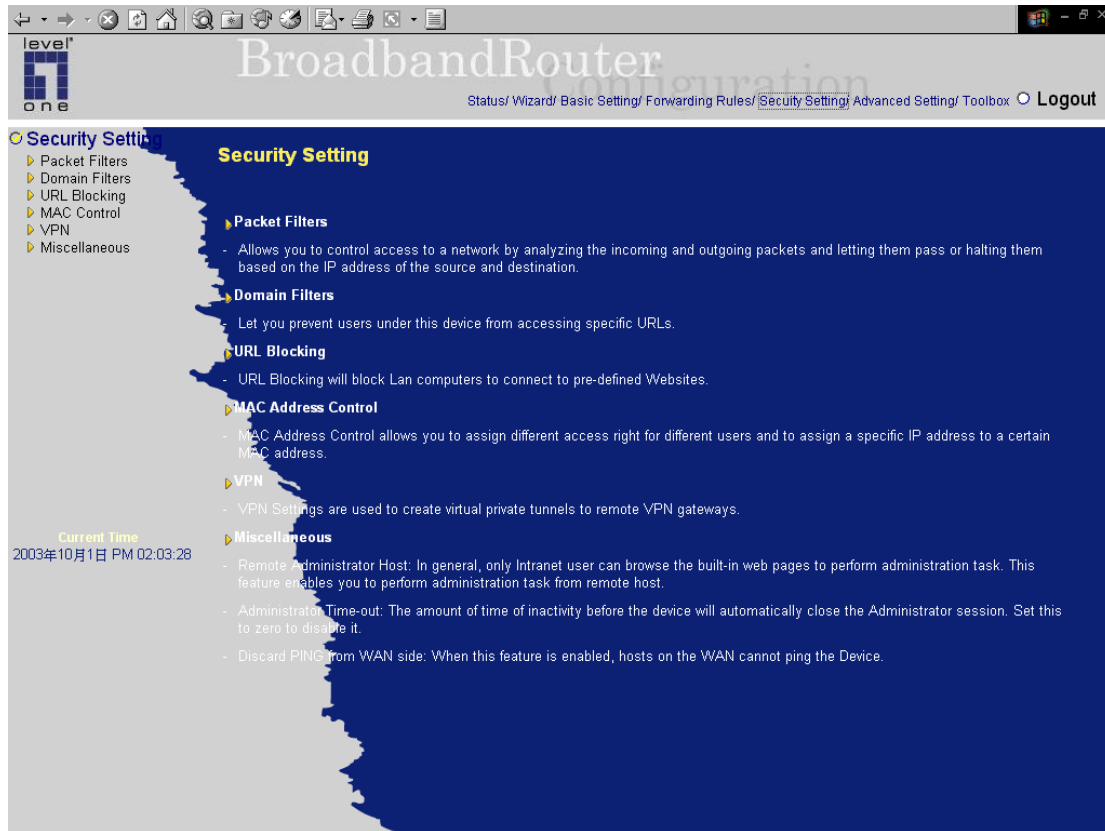 level
one
BroadbandRouter
Configuration
Status/ Wizard/ Basic Setting/ Forwarding Rules/ Secuity Setting/ Advanced Setting/ Toolbox Logout
Security Setting
Packet Filters
Domain Filters
URL Blocking
MAC Control
VPN
Miscellaneous
Current Time
2003年10月1日 PM 02:03:28
Security Setting
Packet Filters
- Allows you to control access to a network by analyzing the incoming and outgoing packets and letting them pass or halting them
based on the IP address of the source and destination.
Domain Filters
- Let you prevent users under this device from accessing specific URLs.
URL Blocking
- URL Blocking will block Lan computers to connect to pre-defined Websites.
MAC Address Control
- MAC Address Control allows you to assign different access right for different users and to assign a specific IP address to a certain
MAC address.
VPN
- VPN Settings are used to create virtual private tunnels to remote VPN gateways.
Miscellaneous
- Remote Administrator Host: In general, only Intranet user can browse the built-in web pages to perform administration task. This
feature enables you to perform administration task from remote host.
- Administrator Time-out: The amount of time of inactivity before the device will automatically close the Administrator session. Set this
to zero to disable it.
- Discard PING from WAN side: When this feature is enabled, hosts on the WAN cannot ping the Device.